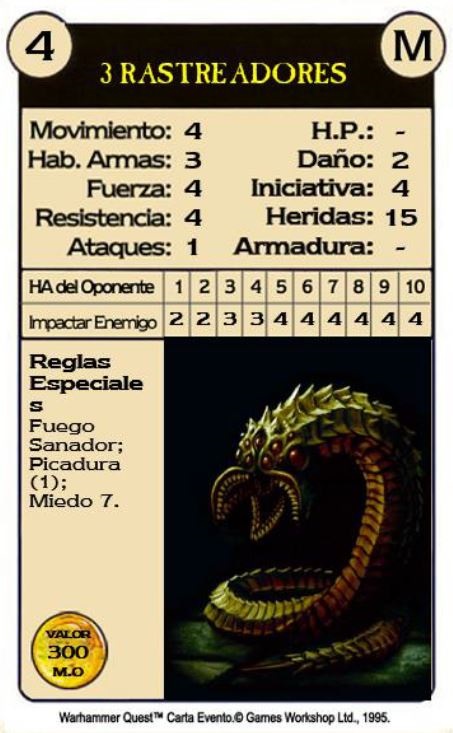 4
M
3 RASTREADORES
Movimiento: 4 H.P.: -
Hab. Armas: 3 Daño: 2
Fuerza: 4 Iniciativa: 4
Resistencia: 4 Heridas: 15
Ataques: 1 Armadura: -
HA del Oponente 1 2 3 4 5 6 7 8 9 10
Impactar Enemigo 2 2 3 3 4 4 4 4 4 4
Reglas
Especiale
s
Fuego
Sanador;
Picadura
(1);
Miedo 7.
VALOR
300
M.O
Warhammer Quest™ Carta Evento.© Games Workshop Ltd., 1995.